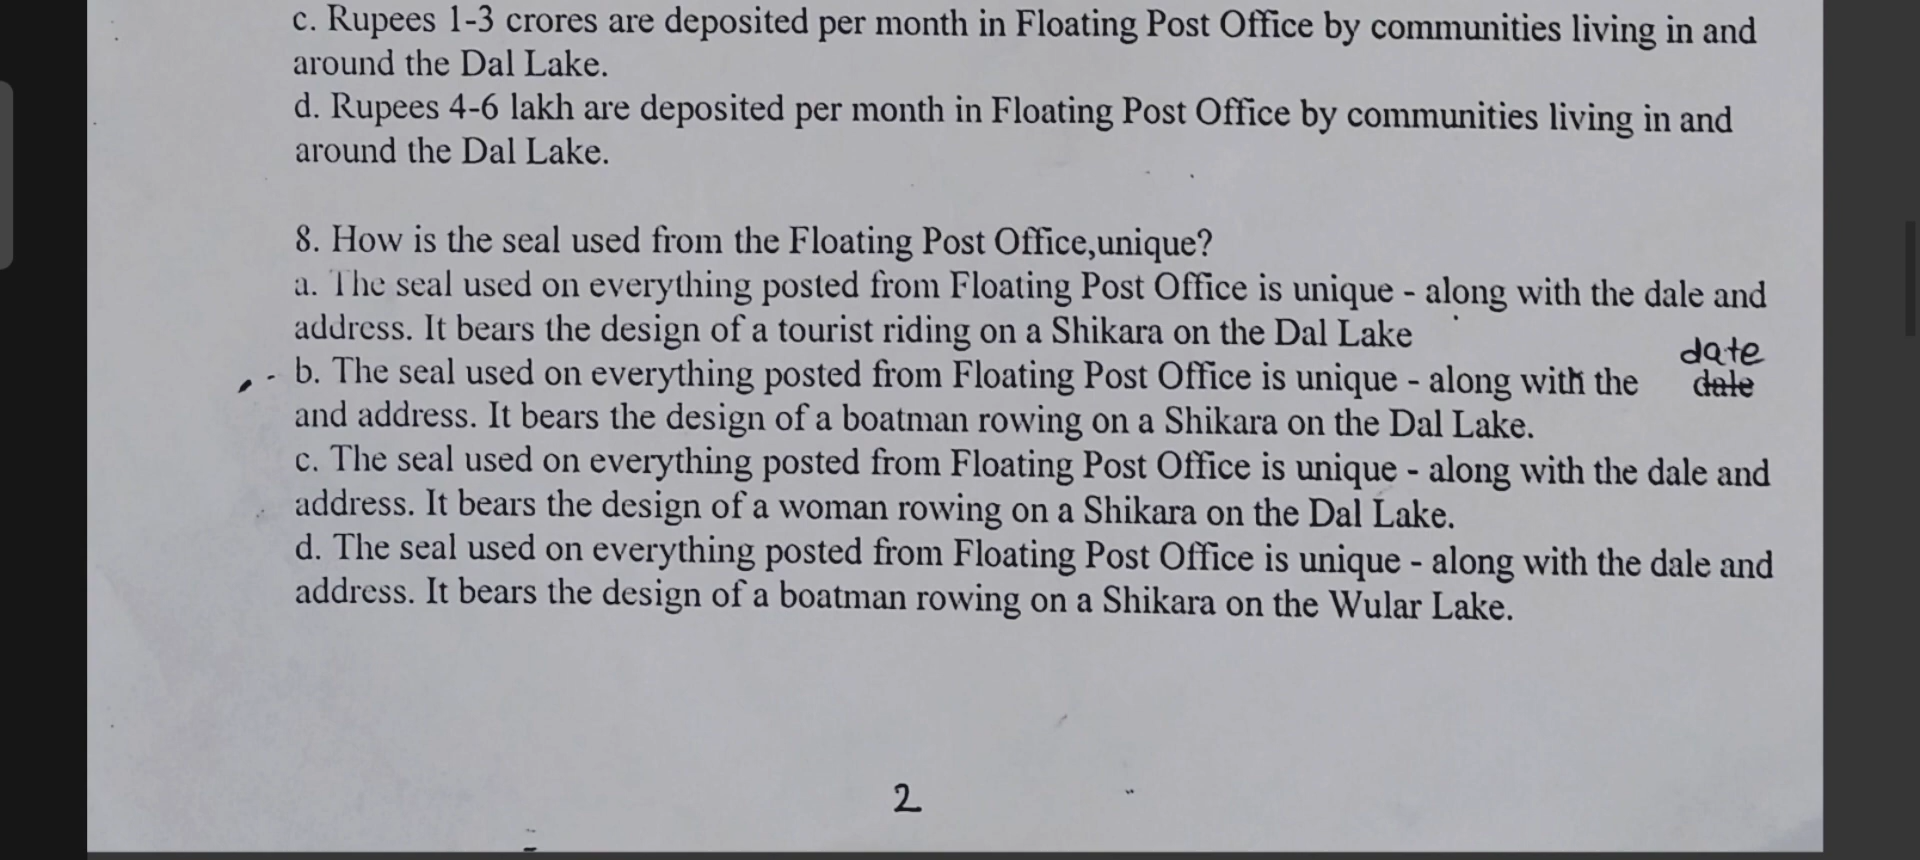 c. Rupees 1-3 crores are deposited per month in Floating Post Office by communities living in and
around the Dal Lake.
d. Rupees 4-6 lakh are deposited per month in Floating Post Office by communities living in and
around the Dal Lake.
8. How is the seal used from the Floating Post Office,unique?
a. The seal used on everything posted from Floating Post Office is unique - along with the dale and
address. It bears the design of a tourist riding on a Shikara on the Dal Lake
date
b. The seal used on everything posted from Floating Post Office is unique - along with the dale
and address. It bears the design of a boatman rowing on a Shikara on the Dal Lake.
c. The seal used on everything posted from Floating Post Office is unique - along with the dale and
address. It bears the design of a woman rowing on a Shikara on the Dal Lake.
d. The seal used on everything posted from Floating Post Office is unique - along with the dale and
address. It bears the design of a boatman rowing on a Shikara on the Wular Lake.
2